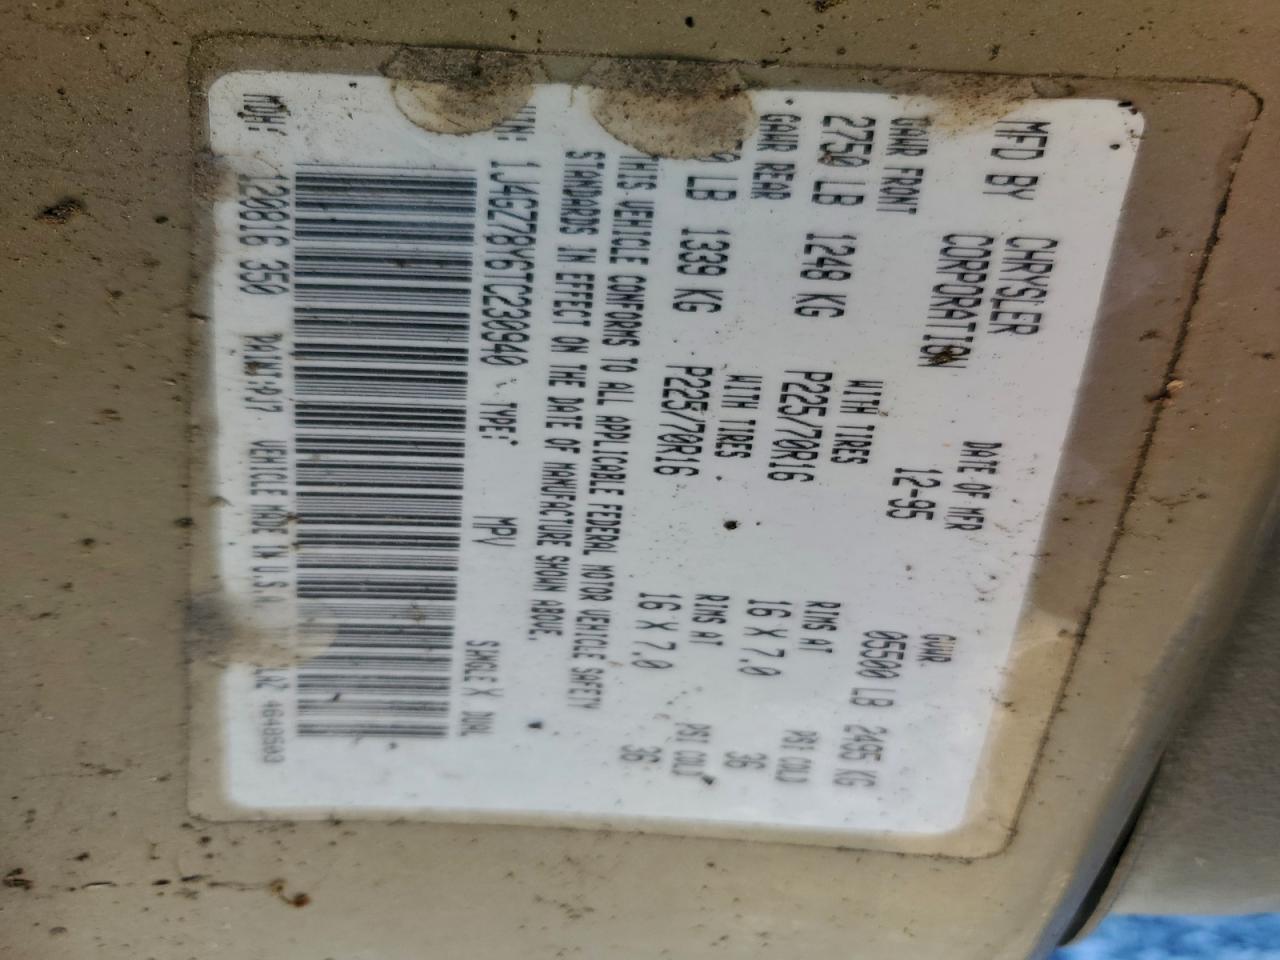 MFD BY CHRYSLER CORPORATION DATE OF MFR 12-95 GVWR 05500 LB 2495 KG
GAWR FRONT WITH TIRES RIMS AT PSI COLD
2750 LB 1248 KG P225/70R16 16 X 7.0 36
GAWR REAR WITH TIRES RIMS AT PSI COLD
LB 1339 KG P225/70R16 16 X 7.0 36
THIS VEHICLE CONFORMS TO ALL APPLICABLE FEDERAL MOTOR VEHICLE SAFETY
STANDARDS IN EFFECT ON THE DATE OF MANUFACTURE SHOWN ABOVE.
VIN: 1J4GZ78Y6TC230940 TYPE: MPV SINGLE X DUAL
MDH: 120816 350 PAINT: VEHICLE MADE IN U.S.A.